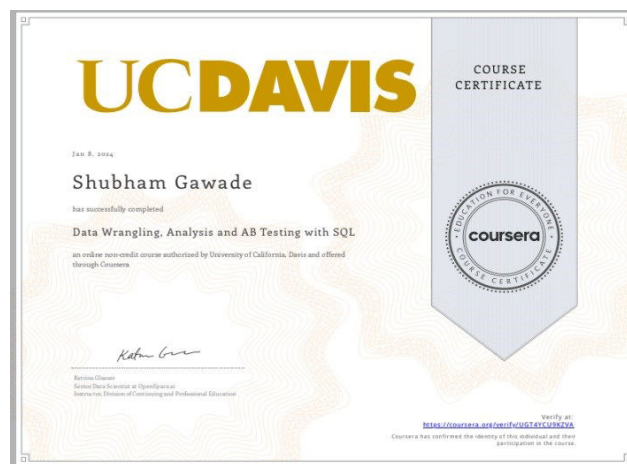 UCDAVIS
COURSE
CERTIFICATE
Jan 8, 2024
Shubham Gawade
has successfully completed
Data Wrangling, Analysis and AB Testing with SQL
an online non-credit course authorized by University of California, Davis and offered
through Coursera
EDUCATION FOR EVERYONE
coursera
COURSE CERTIFICATE
Katrina Glaeser
Senior Data Scientist at OpenSpace.ai
Instructor, Division of Continuing and Professional Education
Verify at:
https://coursera.org/verify/UGT4YCU9KZVA
Coursera has confirmed the identity of this individual and their
participation in the course.